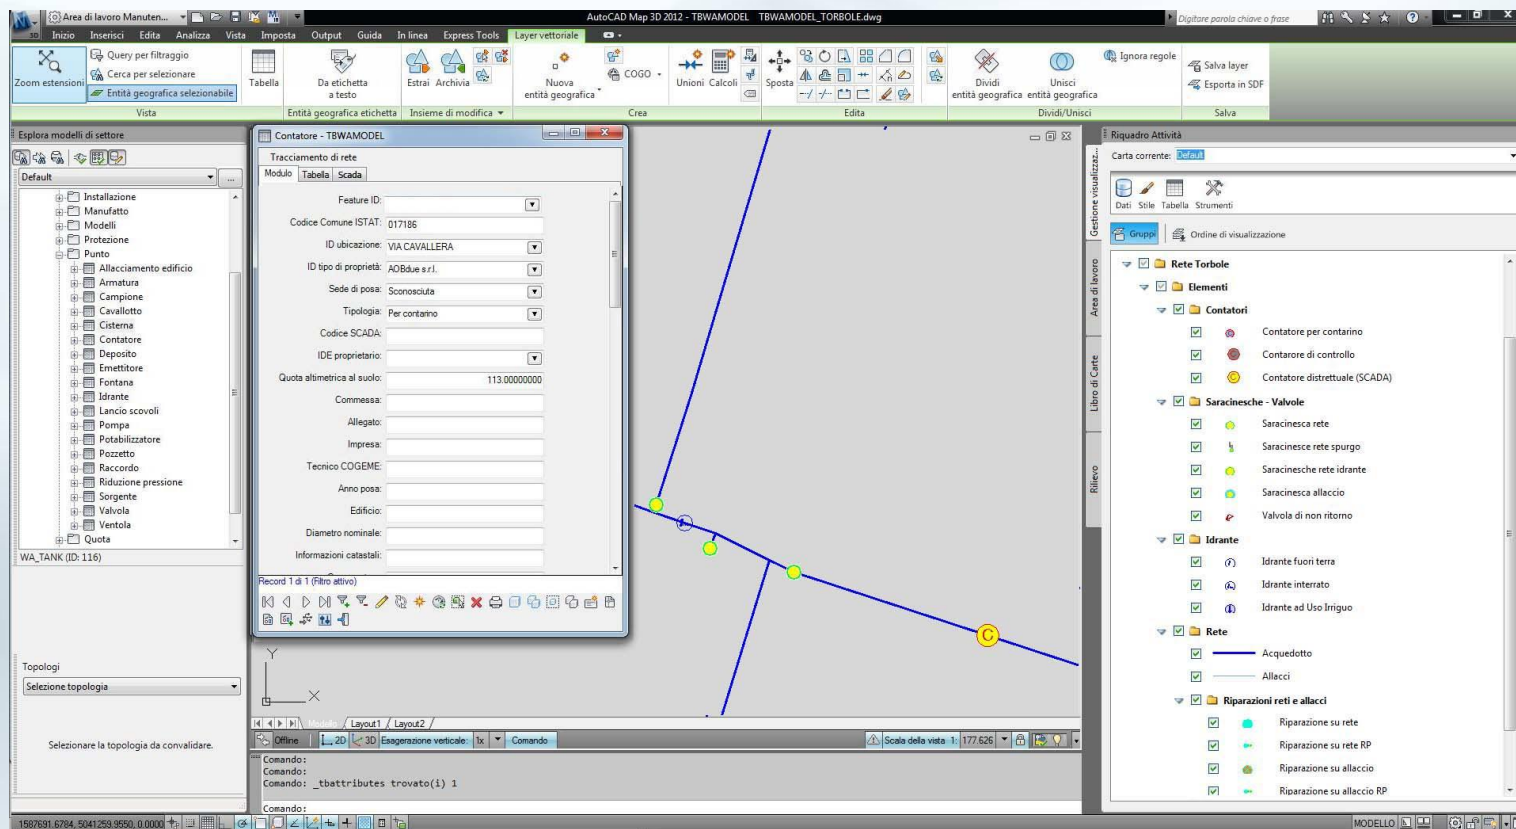 Area di lavoro Manuten...
AutoCAD Map 3D 2012 - TBWAMODEL TBWAMODEL_TORBOLE.dwg
Digitare parola chiave o frase
3D
Inizio Inserisci Edita Analizza Vista Imposta Output Guida In linea Express Tools Layer vettoriale
Zoom estensioni
Query per filtraggio
Cerca per selezionare
Entità geografica selezionabile
Tabella
Da etichetta a testo
Estrai Archivia
Nuova entità geografica
COGO
Unioni Calcoli
Sposta
Dividi entità geografica
Unisci entità geografica
Ignora regole
Salva layer
Esporta in SDF
Vista
Entità geografica etichetta
Insieme di modifica
Crea
Edita
Dividi/Unisci
Salva
Esplora modelli di settore
Default
...
Installazione
Manufatto
Modelli
Protezione
Punto
Allacciamento edificio
Armatura
Campione
Cavallotto
Cisterna
Contatore
Deposito
Emettitore
Fontana
Idrante
Lancio scovoli
Pompa
Potabilizzatore
Pozzetto
Raccordo
Riduzione pressione
Sorgente
Valvola
Ventola
Quota
WA_TANK (ID: 116)
Topologi
Selezione topologia
Selezionare la topologia da convalidare.
Contatore - TBWAMODEL
Tracciamento di rete
Modulo Tabella Scada
Feature ID:
Codice Comune ISTAT: 017186
ID ubicazione: VIA CAVALLERA
ID tipo di proprietà: AOBdue s.r.l.
Sede di posa: Sconosciuta
Tipologia: Per contarino
Codice SCADA:
IDE proprietario:
Quota altimetrica al suolo: 113.00000000
Commessa:
Allegato:
Impresa:
Tecnico COGEME:
Anno posa:
Edificio:
Diametro nominale:
Informazioni catastali:
Record 1 di 1 (Filtro attivo)
C
Y
X
Modello Layout1 Layout2
Offline 2D 3D Esagerazione verticale: 1x Comando
Scala della vista 1: 177.626
Comando:
Comando:
Comando: _tbattributes trovato(i) 1
Comando:
1587691.6784, 5041259.9550, 0.0000
MODELLO
Riquadro Attività
Carta corrente: Default
Dati Stile Tabella Strumenti
Gruppi Ordine di visualizzazione
Gestione visualizzaz...
Area di lavoro
Libro di Carte
Rilievo
Rete Torbole
Elementi
Contatori
Contatore per contarino
Contarore di controllo
C Contatore distrettuale (SCADA)
Saracinesche - Valvole
Saracinesca rete
Saracinesce rete spurgo
Saracinesche rete idrante
Saracinesca allaccio
Valvola di non ritorno
Idrante
Idrante fuori terra
Idrante interrato
Idrante ad Uso Irriguo
Rete
Acquedotto
Allacci
Riparazioni reti e allacci
Riparazione su rete
Riparazione su rete RP
Riparazione su allaccio
Riparazione su allaccio RP